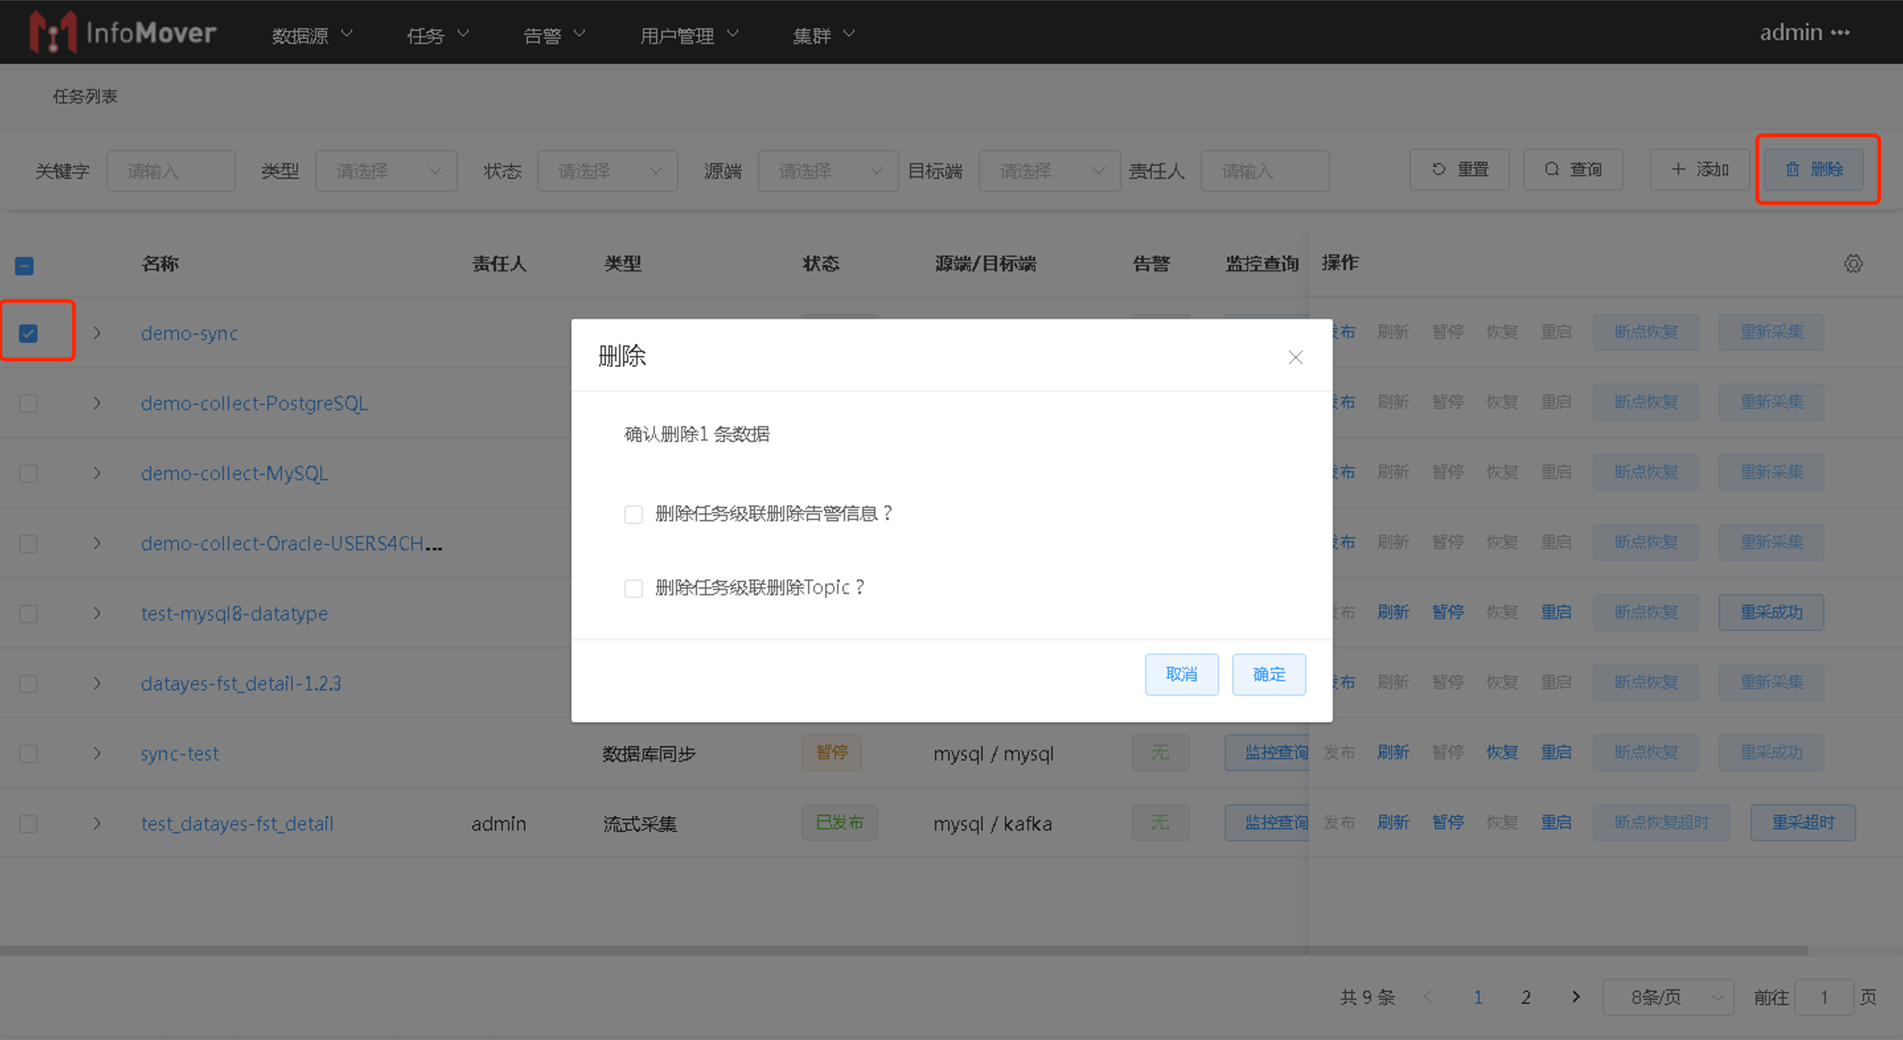 InfoMover 数据源 任务 告警 用户管理 集群 admin ···
任务列表
关键字 请输入 类型 请选择 状态 请选择 源端 请选择 目标端 请选择 责任人 请输入 重置 查询 添加 删除
名称 责任人 类型 状态 源端/目标端 告警 监控查询 操作
demo-sync 布 刷新 暂停 恢复 重启 断点恢复 重新采集
demo-collect-PostgreSQL 布 刷新 暂停 恢复 重启 断点恢复 重新采集
demo-collect-MySQL 布 刷新 暂停 恢复 重启 断点恢复 重新采集
demo-collect-Oracle-USERS4CH... 布 刷新 暂停 恢复 重启 断点恢复 重新采集
test-mysql8-datatype 布 刷新 暂停 恢复 重启 断点恢复 重采成功
datayes-fst_detail-1.2.3 布 刷新 暂停 恢复 重启 断点恢复 重新采集
sync-test 数据库同步 暂停 mysql / mysql 无 监控查询 发布 刷新 暂停 恢复 重启 断点恢复 重采成功
test_datayes-fst_detail admin 流式采集 已发布 mysql / kafka 无 监控查询 发布 刷新 暂停 恢复 重启 断点恢复超时 重采超时
删除
确认删除1 条数据
删除任务级联删除告警信息？
删除任务级联删除Topic？
取消 确定
共 9 条 1 2 8条/页 前往 1 页